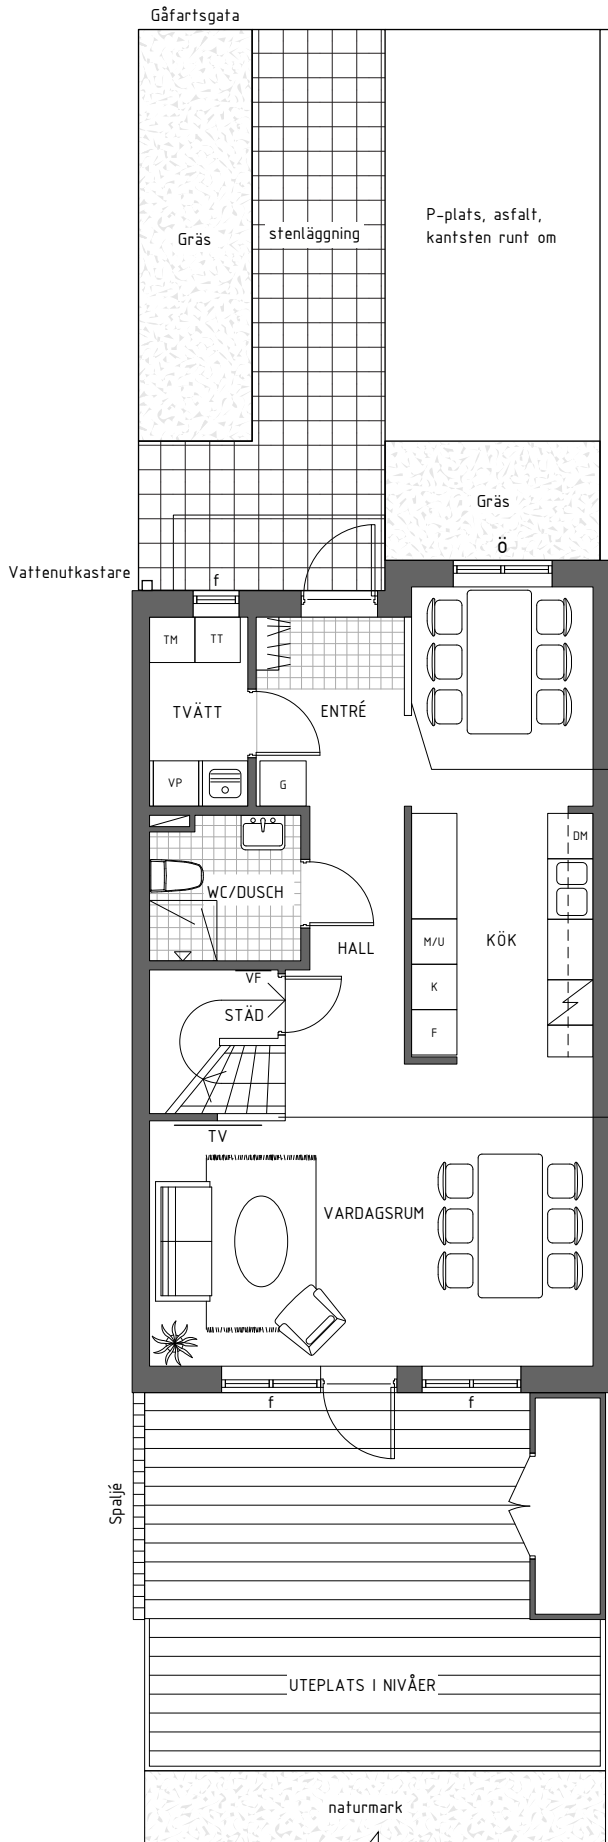 Gåfartsgata
P-plats, asfalt,
kantsten runt om
Gräs
stenläggning
Gräs
Ö
Vattenutkastare
f
TM
TT
TVÄTT
ENTRÉ
VP
G
DM
WC/DUSCH
M/U
KÖK
HALL
VF
K
STÄD
F
TV
VARDAGSRUM
f
f
Spaljé
UTEPLATS I NIVÅER
naturmark